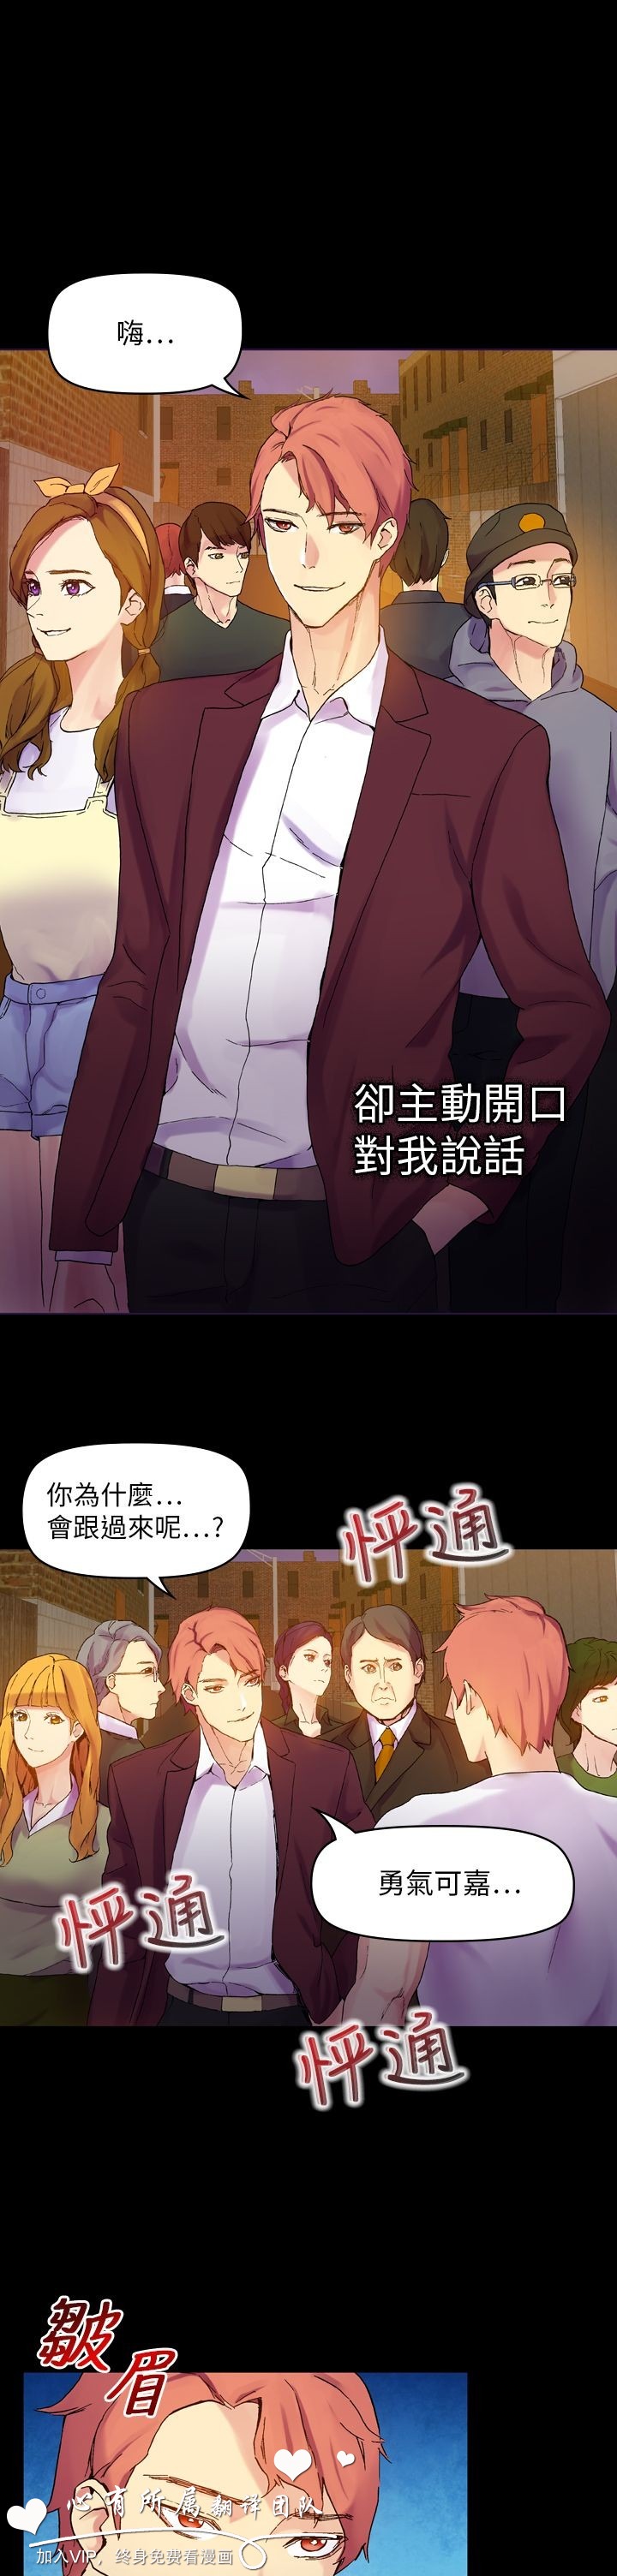 嗨...
卻主動開口
對我說話
你為什麼...
會跟過來呢...?
怦通
勇氣可嘉...
怦通
怦通
皺眉
心有所属翻译团队
加入VIP，终身免费看漫画